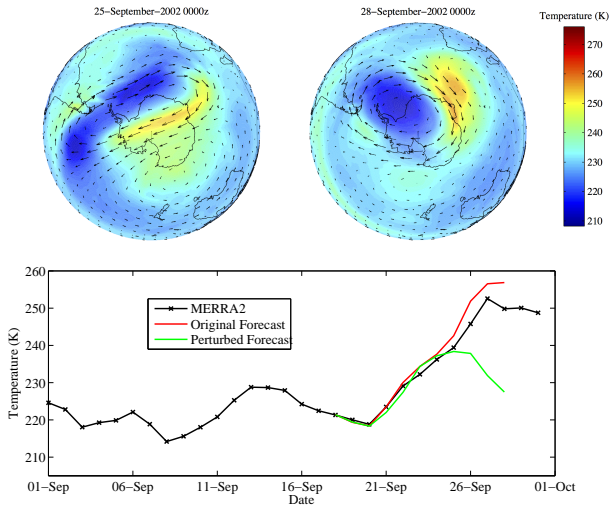 25−September−2002 0000z
28−September−2002 0000z
Temperature (K)
270
260
250
240
230
220
210
260
250
240
230
220
210
Temperature (K)
MERRA2
Original Forecast
Perturbed Forecast
01−Sep
06−Sep
11−Sep
16−Sep
21−Sep
26−Sep
01−Oct
Date